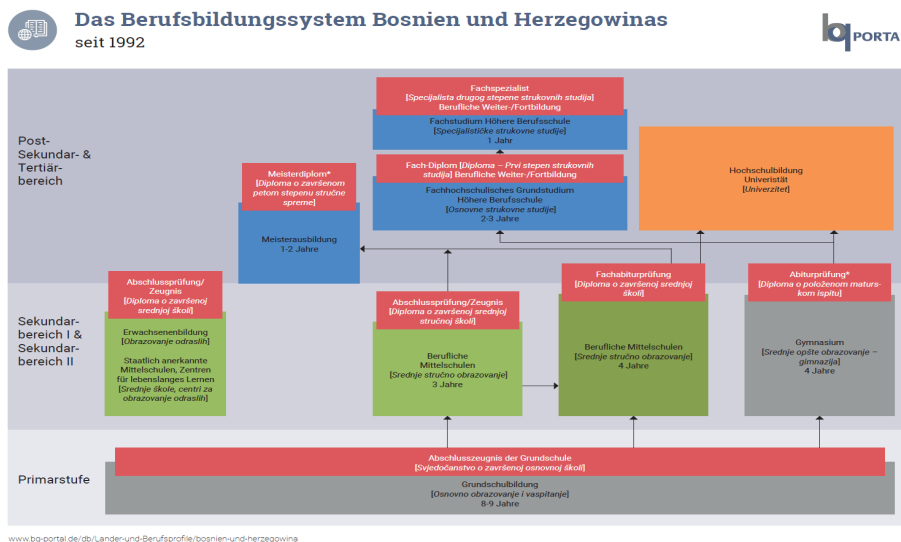 Das Berufsbildungssystem Bosnien und Herzegowinas
seit 1992
bq PORTA
Post-
Sekundar- &
Tertiär-
bereich
Fachspezialist
[Specijalista drugog stepene strukovnih studija]
Berufliche Weiter-/Fortbildung
Fachstudium Höhere Berufsschule
[Specijalističke strukovne studije]
1 Jahr
Fach-Diplom [Diploma – Prvi stepen strukovnih
studija] Berufliche Weiter-/Fortbildung
Fachhochschulisches Grundstudium
Höhere Berufsschule
[Osnovne strukovne studije]
2-3 Jahre
Meisterdiplom*
[Diploma o završenom
petom stepenu stručne
spreme]
Meisterausbildung
1-2 Jahre
Hochschulbildung
Univeristät
[Univerzitet]
Sekundar-
bereich I &
Sekundar-
bereich II
Abschlussprüfung/
Zeugnis
[Diploma o završenoj
srednjoj školi]
Erwachsenenbildung
[Obrazovanje odraslih]
Staatlich anerkannte
Mittelschulen, Zentren
für lebenslanges Lernen
[Srednje škole, centri za
obrazovanje odraslih]
Abschlussprüfung/Zeugnis
[Diploma o završenoj srednjoj
stručnoj školi]
Berufliche
Mittelschulen
[Srednje stručno obrazovanje]
3 Jahre
Fachabiturprüfung
[Diploma o završenoj srednjoj
školi]
Berufliche Mittelschulen
[Srednje stručno obrazovanje]
4 Jahre
Abiturprüfung*
[Diploma o položenom maturs-
kom ispitu]
Gymnasium
[Srednje opšte obrazovanje –
gimnazija]
4 Jahre
Primarstufe
Abschlusszeugnis der Grundschule
[Svjedočanstvo o završenoj osnovnoj školi]
Grundschulbildung
[Osnovno obrazovanje i vaspitanje]
8-9 Jahre
www.bq-portal.de/db/Länder-und-Berufsprofile/bosnien-und-herzegowina